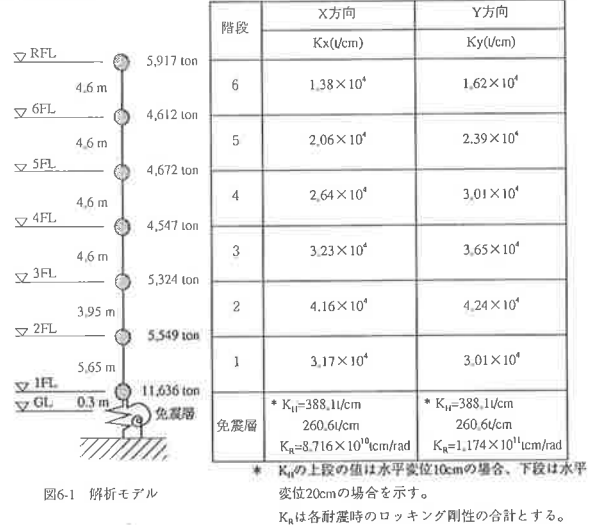 RFL
5,917 ton
4.6 m
6FL
4,612 ton
4.6 m
5FL
4,672 ton
4.6 m
4FL
4,547 ton
4.6 m
3FL
5,324 ton
3.95 m
2FL
5,549 ton
5.65 m
1FL
11,636 ton
GL 0.3 m 免震層
図6-1 解析モデル
階段 X方向 Y方向
Kx(t/cm) Ky(t/cm)
6 1.38×10⁴ 1.62×10⁴
5 2.06×10⁴ 2.39×10⁴
4 2.64×10⁴ 3.01×10⁴
3 3.23×10⁴ 3.65×10⁴
2 4.16×10⁴ 4.24×10⁴
1 3.17×10⁴ 3.01×10⁴
免震層 * K_H=388.1t/cm * K_H=388.1t/cm
260.6t/cm 260.6t/cm
K_R=8.716×10¹⁰tcm/rad K_R=1.174×10¹¹tcm/rad
* K_Hの上段の値は水平変位10cmの場合、下段は水平
変位20cmの場合を示す。
K_Rは各耐震時のロッキング剛性の合計とする。